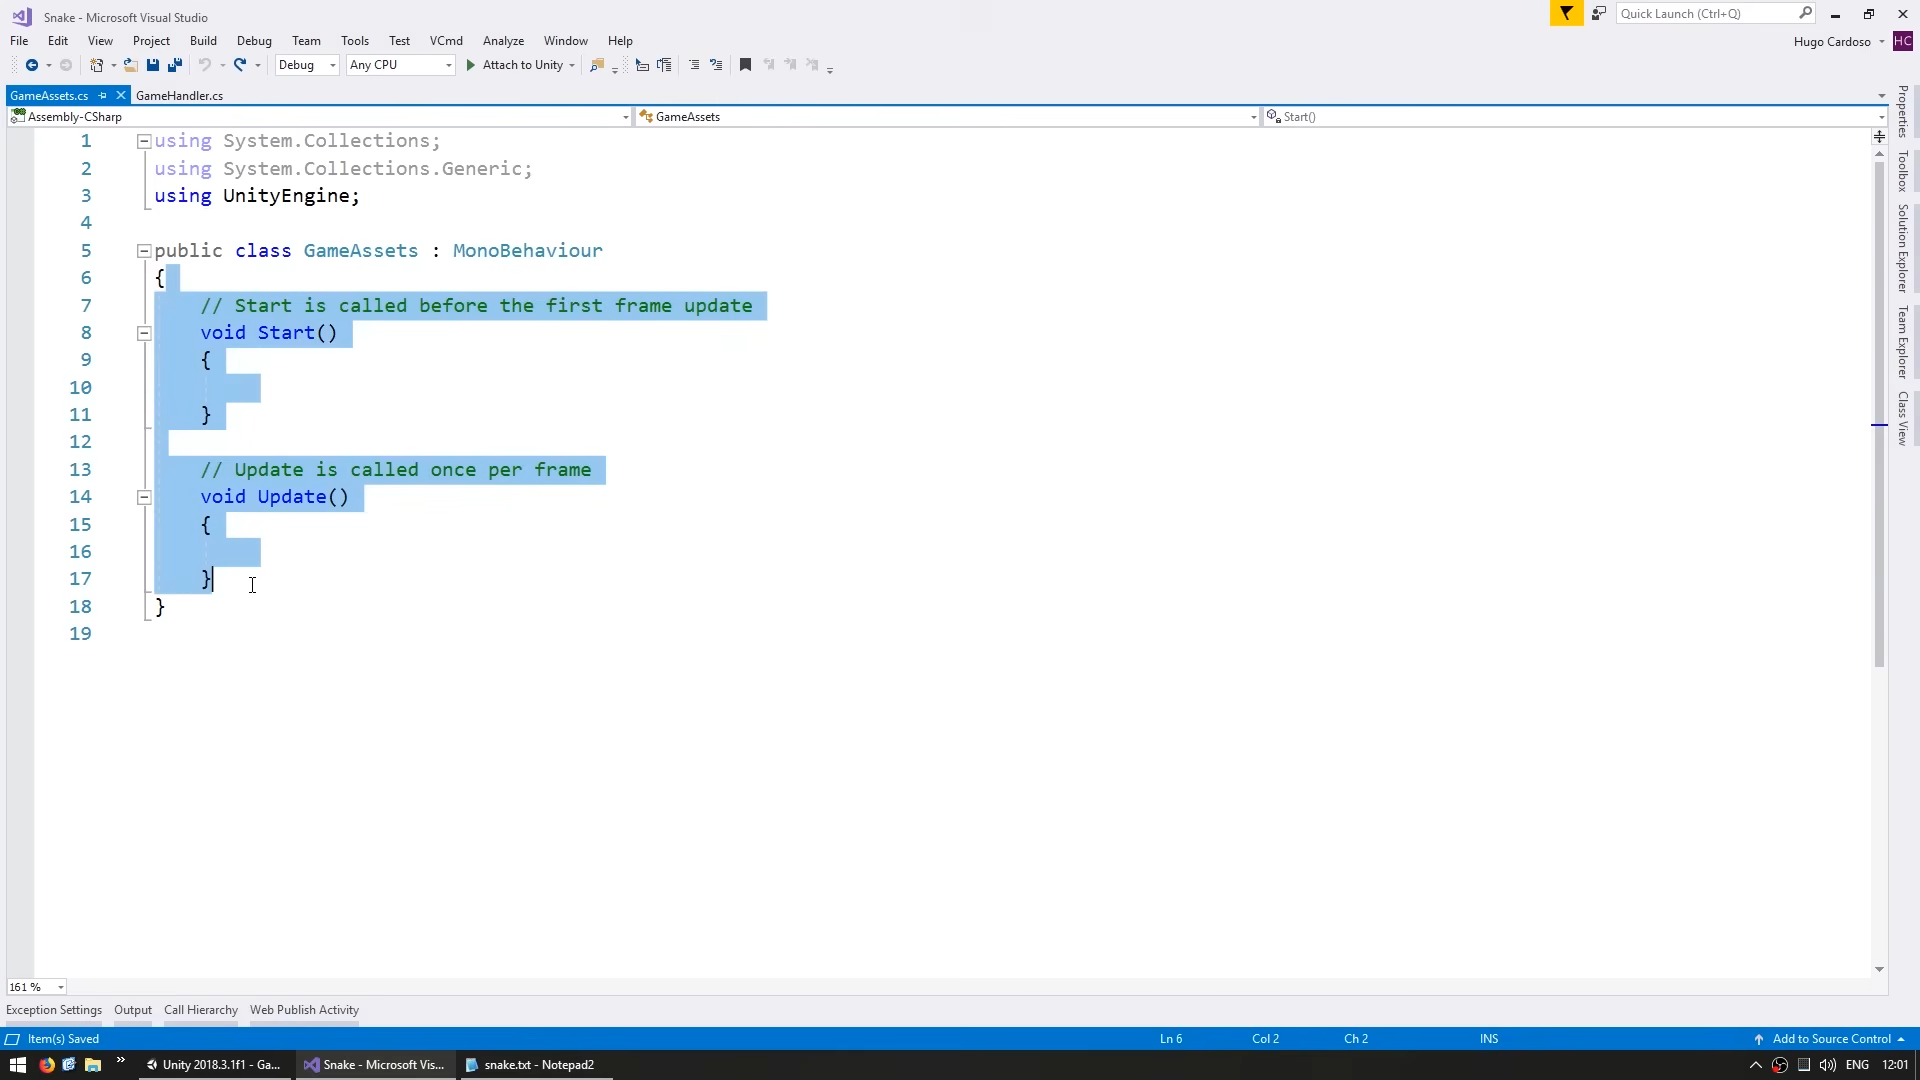 Snake - Microsoft Visual Studio
Quick Launch (Ctrl+Q)
File Edit View Project Build Debug Team Tools Test VCmd Analyze Window Help
Hugo Cardoso HC
Debug Any CPU Attach to Unity
GameAssets.cs GameHandler.cs
Assembly-CSharp GameAssets Start()
1 using System.Collections;
2 using System.Collections.Generic;
3 using UnityEngine;
4
5 public class GameAssets : MonoBehaviour
6 {
7 // Start is called before the first frame update
8 void Start()
9 {
10
11 }
12
13 // Update is called once per frame
14 void Update()
15 {
16
17 }
18 }
19
Properties
Toolbox
Solution Explorer
Team Explorer
Class View
161 %
Exception Settings Output Call Hierarchy Web Publish Activity
Item(s) Saved Ln 6 Col 2 Ch 2 INS Add to Source Control
Unity 2018.3.1f1 - Ga... Snake - Microsoft Vis... snake.txt - Notepad2 ENG 12:01